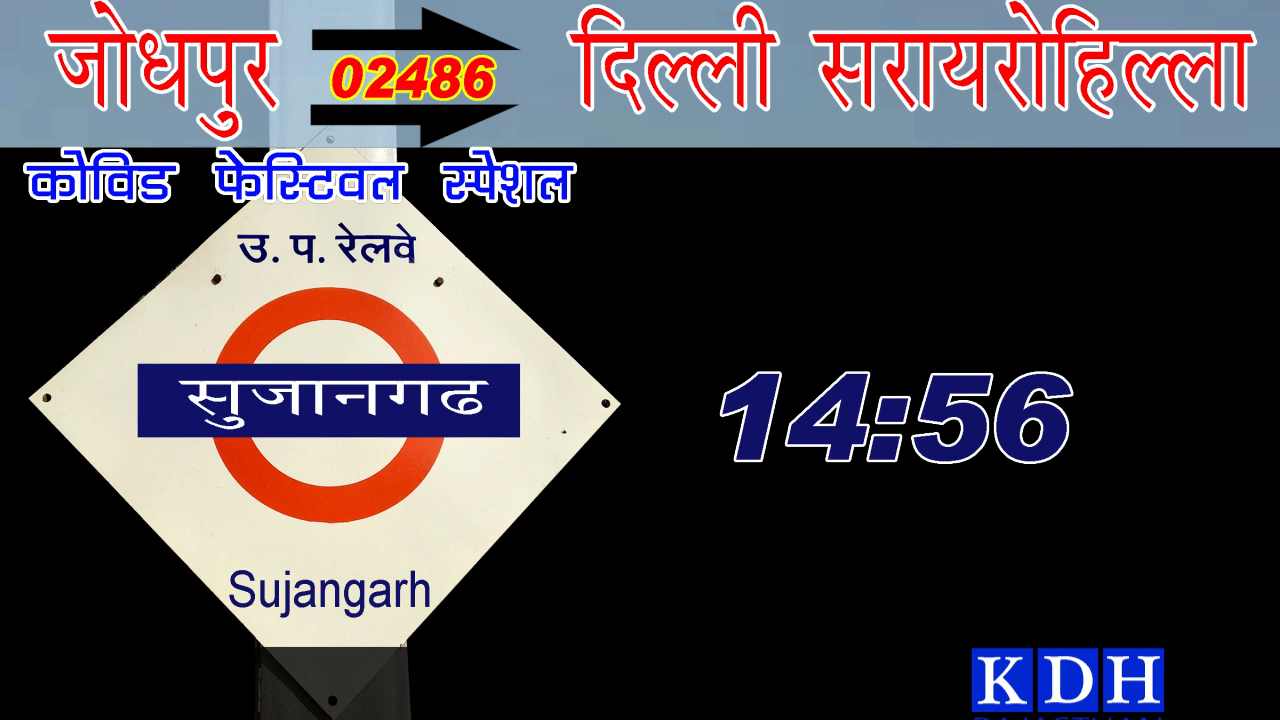 जोधपुर 02486 दिल्ली सरायरोहिल्ला
कोविड फेस्टिवल स्पेशल
उ. प. रेलवे
सुजानगढ
14:56
Sujangarh
KDH